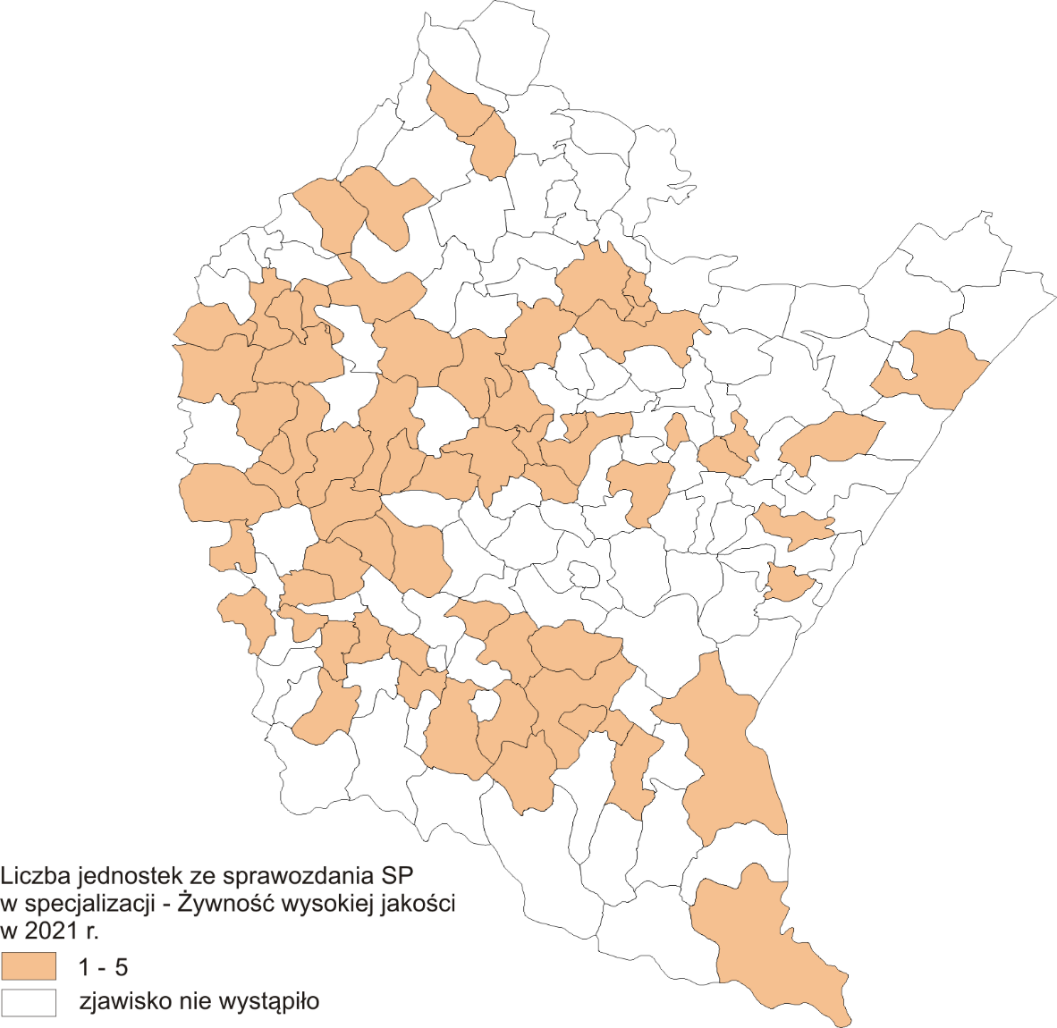 Liczba jednostek ze sprawozdania SP
w specjalizacji - Żywność wysokiej jakości
w 2021 r.
1 - 5
zjawisko nie wystąpiło